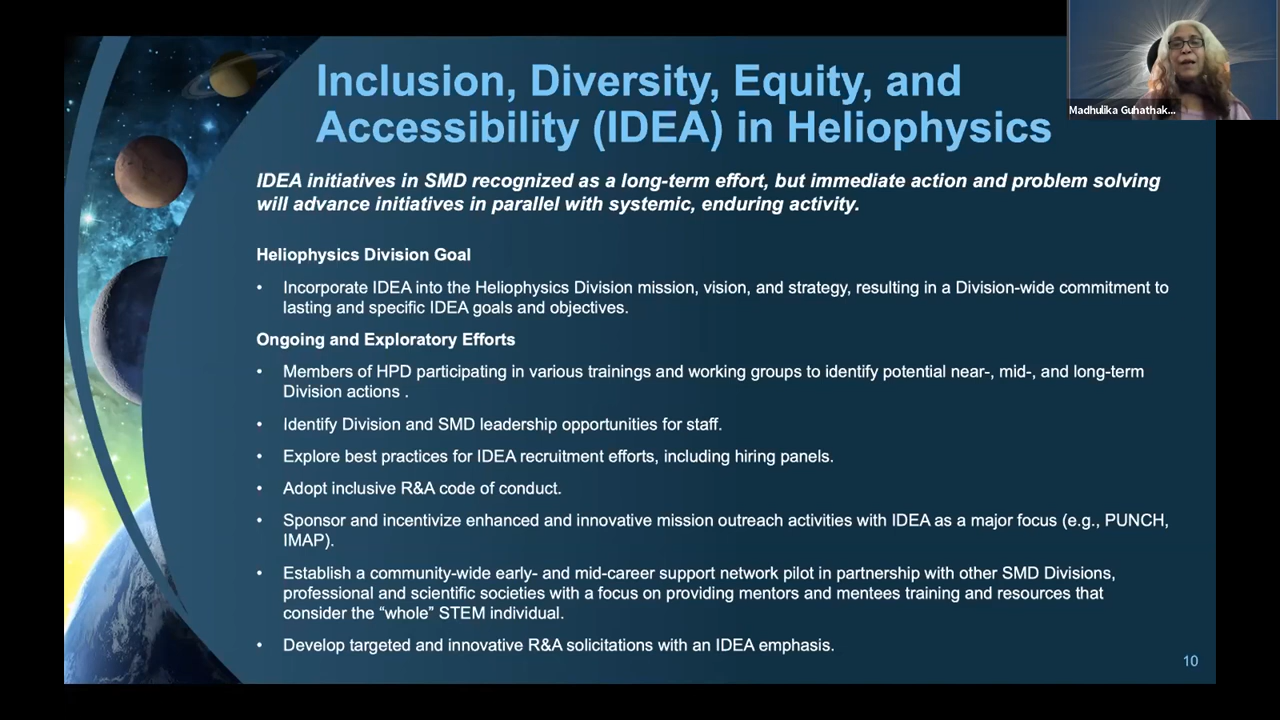 Inclusion, Diversity, Equity, and
Accessibility (IDEA) in Heliophysics
Madhulika Guhathak...
IDEA initiatives in SMD recognized as a long-term effort, but immediate action and problem solving
will advance initiatives in parallel with systemic, enduring activity.
Heliophysics Division Goal
• Incorporate IDEA into the Heliophysics Division mission, vision, and strategy, resulting in a Division-wide commitment to
lasting and specific IDEA goals and objectives.
Ongoing and Exploratory Efforts
• Members of HPD participating in various trainings and working groups to identify potential near-, mid-, and long-term
Division actions .
• Identify Division and SMD leadership opportunities for staff.
• Explore best practices for IDEA recruitment efforts, including hiring panels.
• Adopt inclusive R&A code of conduct.
• Sponsor and incentivize enhanced and innovative mission outreach activities with IDEA as a major focus (e.g., PUNCH,
IMAP).
• Establish a community-wide early- and mid-career support network pilot in partnership with other SMD Divisions,
professional and scientific societies with a focus on providing mentors and mentees training and resources that
consider the “whole” STEM individual.
• Develop targeted and innovative R&A solicitations with an IDEA emphasis.
10